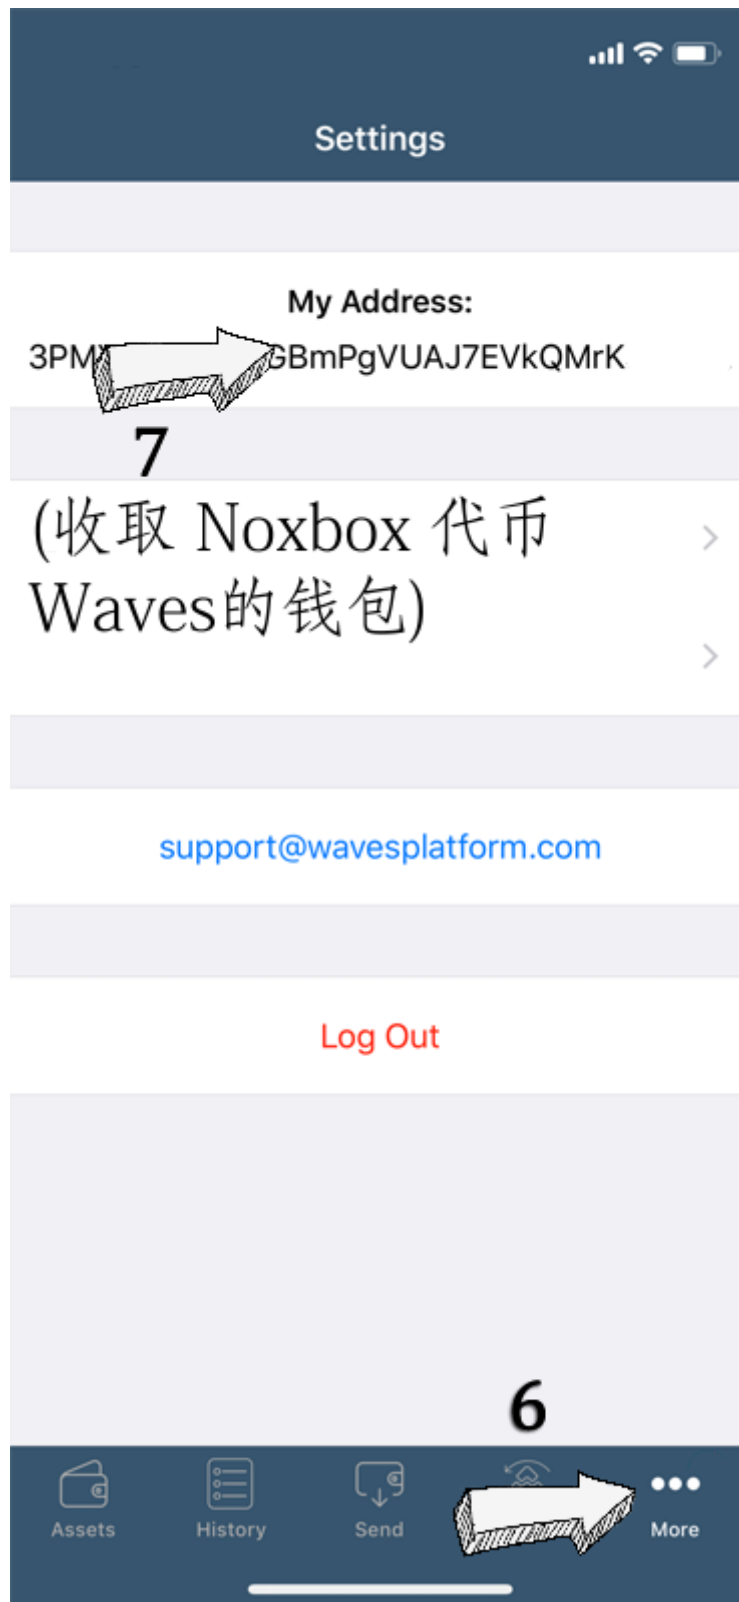 Settings
My Address:
3PM GBmPgVUAJ7EVkQMrK
7
(收取 Noxbox 代币
Waves的钱包)
support@wavesplatform.com
Log Out
6
Assets History Send More